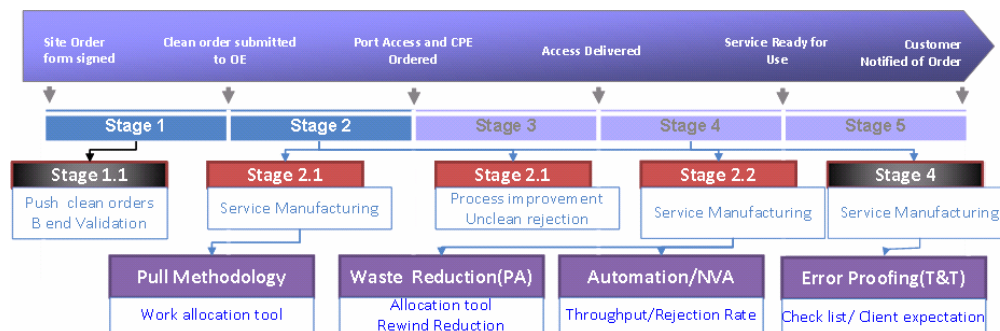 Site Order
form signed
Clean order submitted
to OE
Port Access and CPE
Ordered
Access Delivered
Service Ready for
Use
Customer
Notified of Order
Stage 1
Stage 2
Stage 3
Stage 4
Stage 5
Stage 1.1
Push clean orders
B end Validation
Stage 2.1
Service Manufacturing
Stage 2.1
Process improvement
Unclean rejection
Stage 2.2
Service Manufacturing
Stage 4
Service Manufacturing
Pull Methodology
Work allocation tool
Waste Reduction(PA)
Allocation tool
Rewind Reduction
Automation/NVA
Throughput/Rejection Rate
Error Proofing(T&T)
Check list/ Client expectation